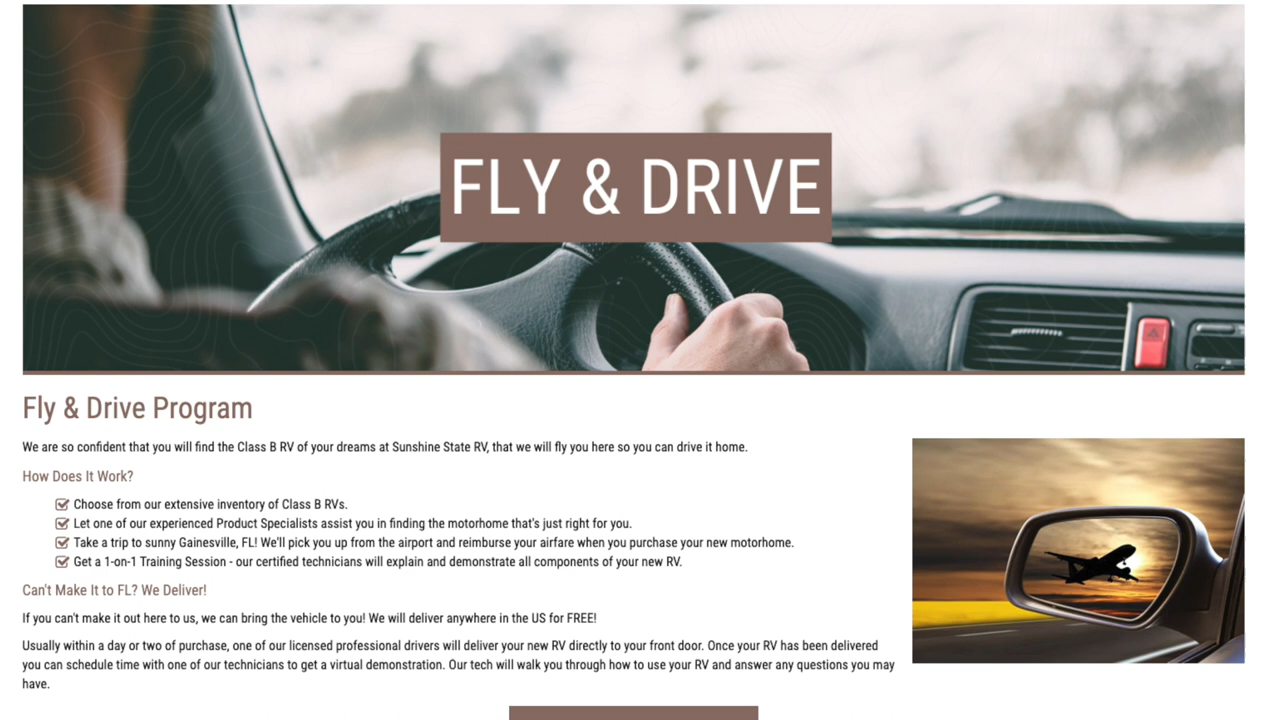 FLY & DRIVE
Fly & Drive Program
We are so confident that you will find the Class B RV of your dreams at Sunshine State RV, that we will fly you here so you can drive it home.
How Does It Work?
Choose from our extensive inventory of Class B RVs.
Let one of our experienced Product Specialists assist you in finding the motorhome that's just right for you.
Take a trip to sunny Gainesville, FL! We'll pick you up from the airport and reimburse your airfare when you purchase your new motorhome.
Get a 1-on-1 Training Session - our certified technicians will explain and demonstrate all components of your new RV.
Can't Make It to FL? We Deliver!
If you can't make it out here to us, we can bring the vehicle to you! We will deliver anywhere in the US for FREE!
Usually within a day or two of purchase, one of our licensed professional drivers will deliver your new RV directly to your front door. Once your RV has been delivered
you can schedule time with one of our technicians to get a virtual demonstration. Our tech will walk you through how to use your RV and answer any questions you may
have.